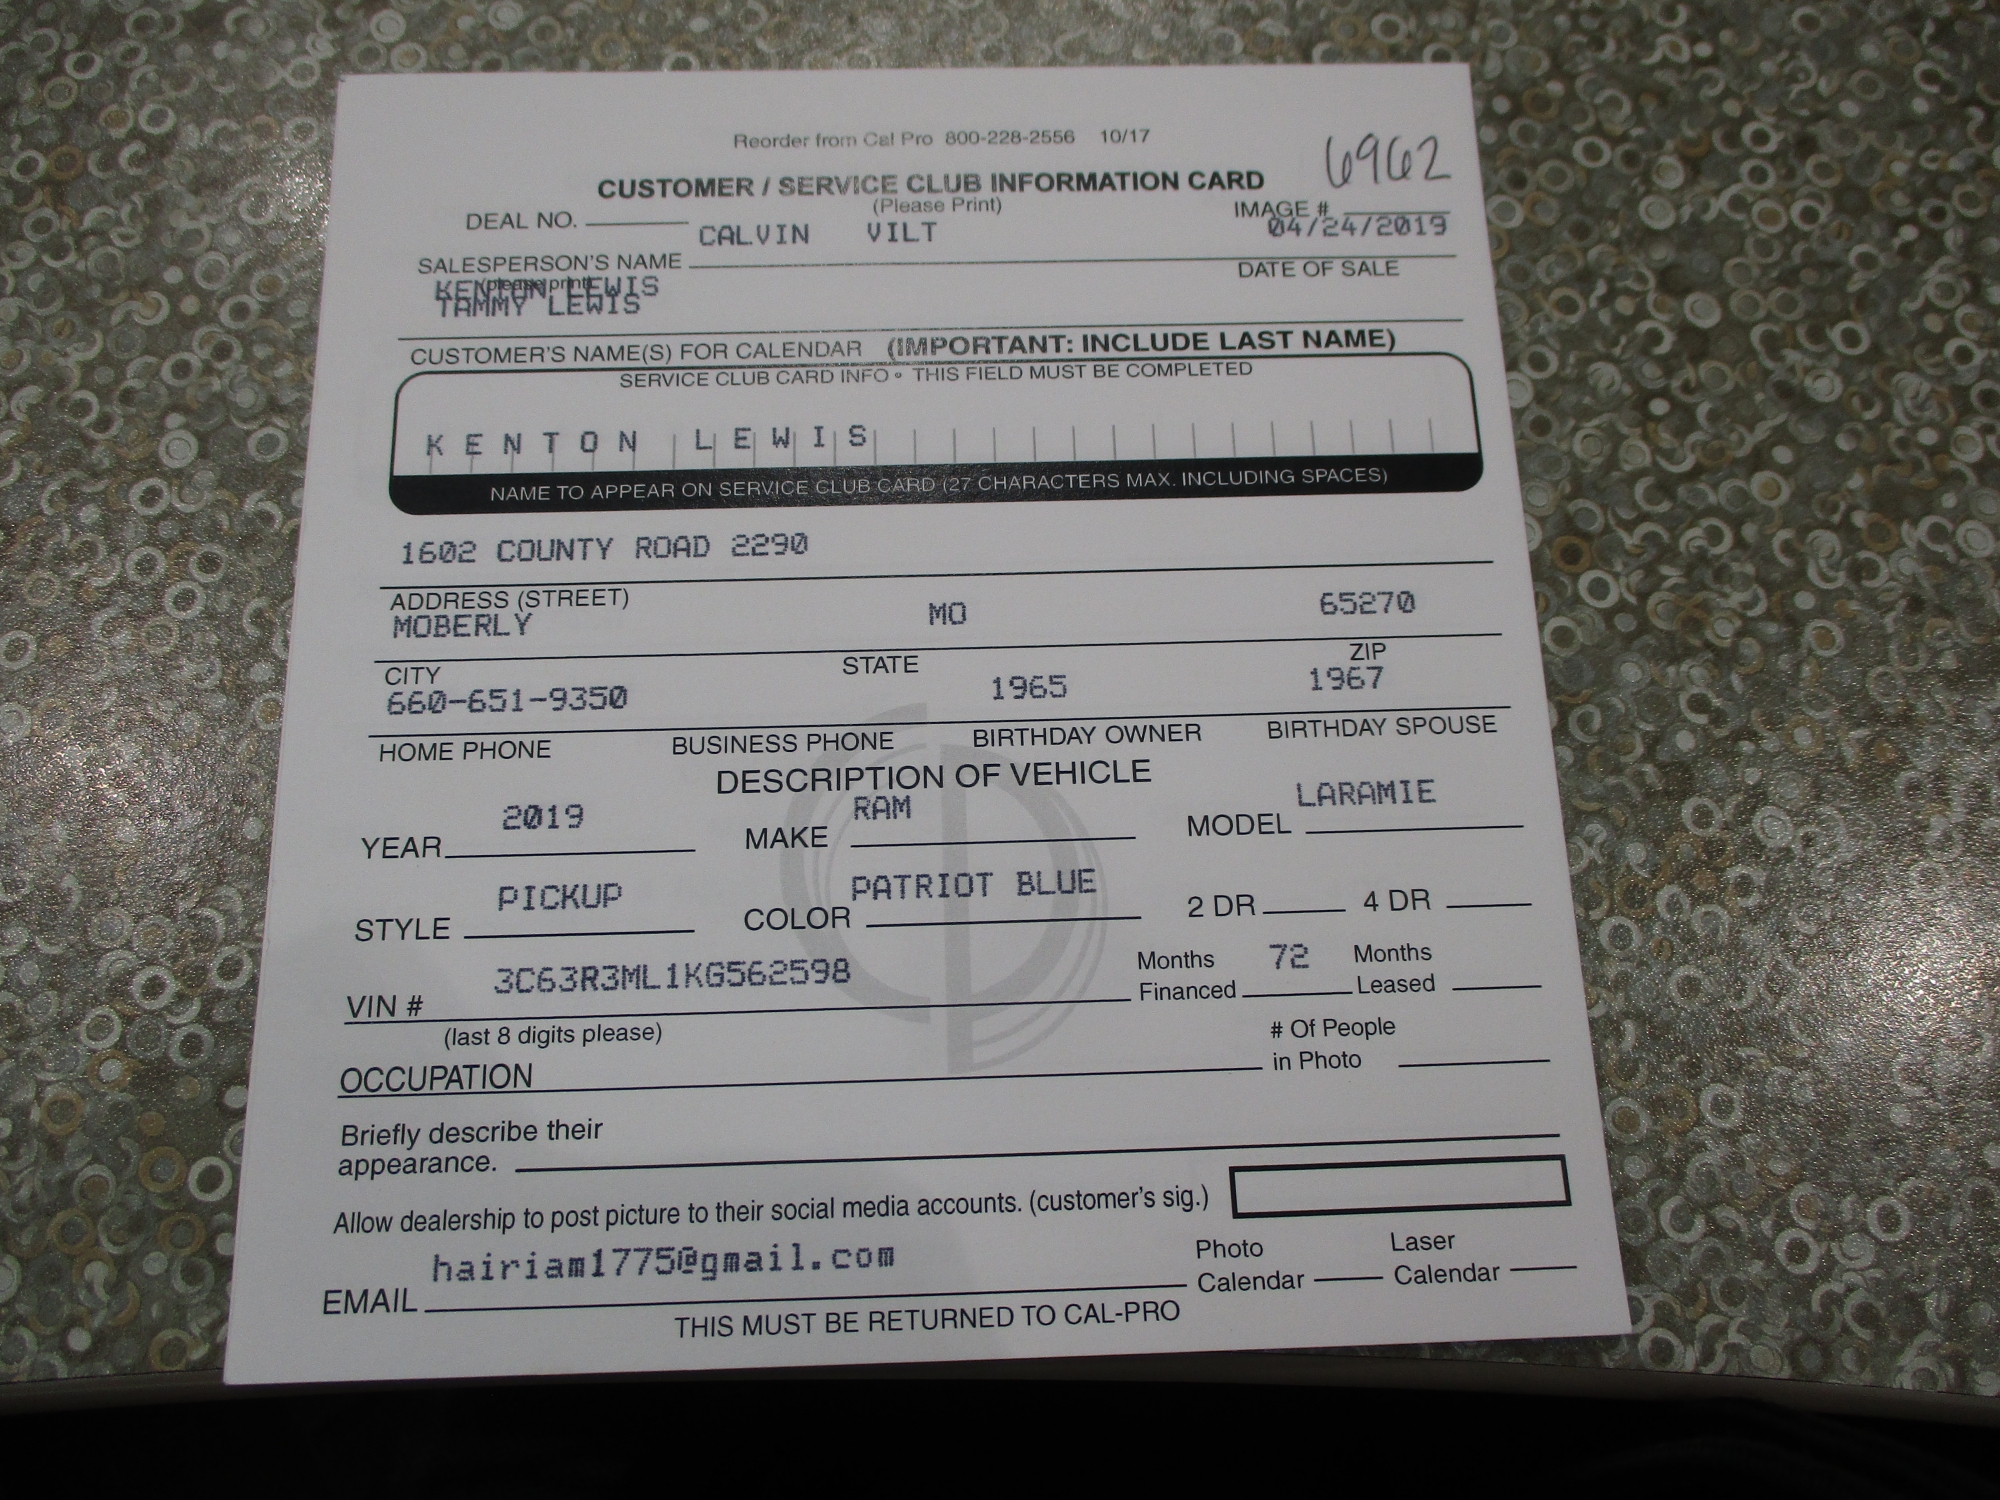 Reorder from Cal Pro 800-228-2556 10/17
6962
CUSTOMER / SERVICE CLUB INFORMATION CARD
(Please Print)
DEAL NO. IMAGE #
CALVIN VILT 04/24/2019
SALESPERSON'S NAME DATE OF SALE
(please print)
KENTON LEWIS
TAMMY LEWIS
CUSTOMER'S NAME(S) FOR CALENDAR (IMPORTANT: INCLUDE LAST NAME)
SERVICE CLUB CARD INFO • THIS FIELD MUST BE COMPLETED
KENTON LEWIS
NAME TO APPEAR ON SERVICE CLUB CARD (27 CHARACTERS MAX. INCLUDING SPACES)
1602 COUNTY ROAD 2290
ADDRESS (STREET)
MOBERLY MO 65270
CITY STATE ZIP
660-651-9350 1965 1967
HOME PHONE BUSINESS PHONE BIRTHDAY OWNER BIRTHDAY SPOUSE
DESCRIPTION OF VEHICLE
YEAR 2019 MAKE RAM MODEL LARAMIE
STYLE PICKUP COLOR PATRIOT BLUE 2 DR 4 DR
VIN # 3C63R3ML1KG562598 Months Financed 72 Months Leased
(last 8 digits please)
OCCUPATION # Of People in Photo
Briefly describe their
appearance.
Allow dealership to post picture to their social media accounts. (customer's sig.)
EMAIL hairiam1775@gmail.com Photo Calendar Laser Calendar
THIS MUST BE RETURNED TO CAL-PRO